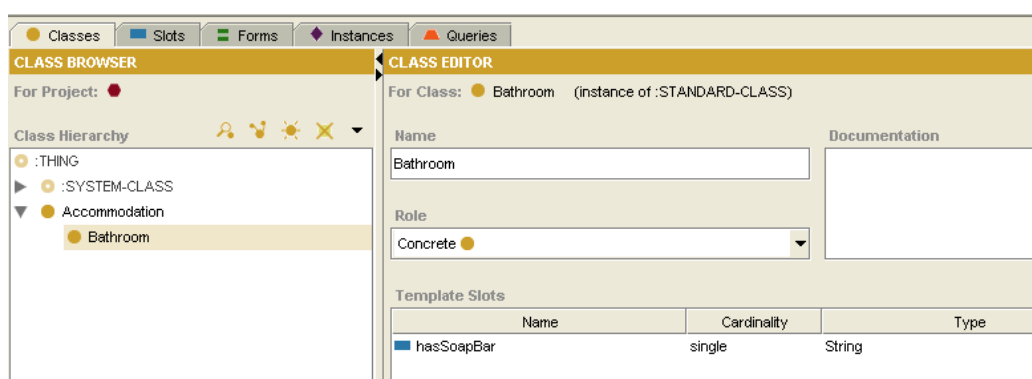 Classes Slots Forms Instances Queries
CLASS BROWSER
For Project:
Class Hierarchy
:THING
:SYSTEM-CLASS
Accommodation
Bathroom
CLASS EDITOR
For Class: Bathroom (instance of :STANDARD-CLASS)
Name
Bathroom
Documentation
Role
Concrete
Template Slots
Name Cardinality Type
hasSoapBar single String